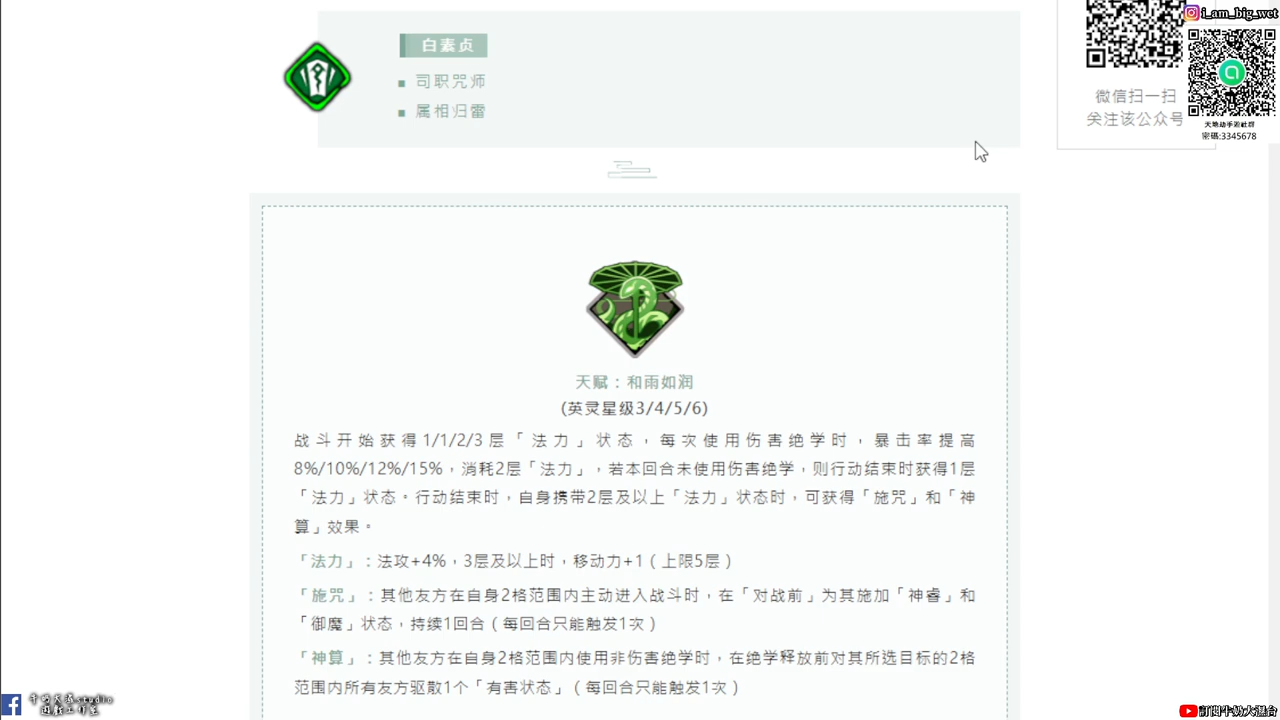 白素贞
司职咒师
属相归雷
i_am_big_wet
微信扫一扫
关注该公众号
天地劫手游社群
密碼:3345678
天赋：和雨如润
(英灵星级3/4/5/6)
战斗开始获得1/1/2/3层「法力」状态，每次使用伤害绝学时，暴击率提高
8%/10%/12%/15%，消耗2层「法力」，若本回合未使用伤害绝学，则行动结束时获得1层
「法力」状态。行动结束时，自身携带2层及以上「法力」状态时，可获得「施咒」和「神
算」效果。
「法力」：法攻+4%，3层及以上时，移动力+1（上限5层）
「施咒」：其他友方在自身2格范围内主动进入战斗时，在「对战前」为其施加「神睿」和
「御魔」状态，持续1回合（每回合只能触发1次）
「神算」：其他友方在自身2格范围内使用非伤害绝学时，在绝学释放前对其所选目标的2格
范围内所有友方驱散1个「有害状态」（每回合只能触发1次）
studio